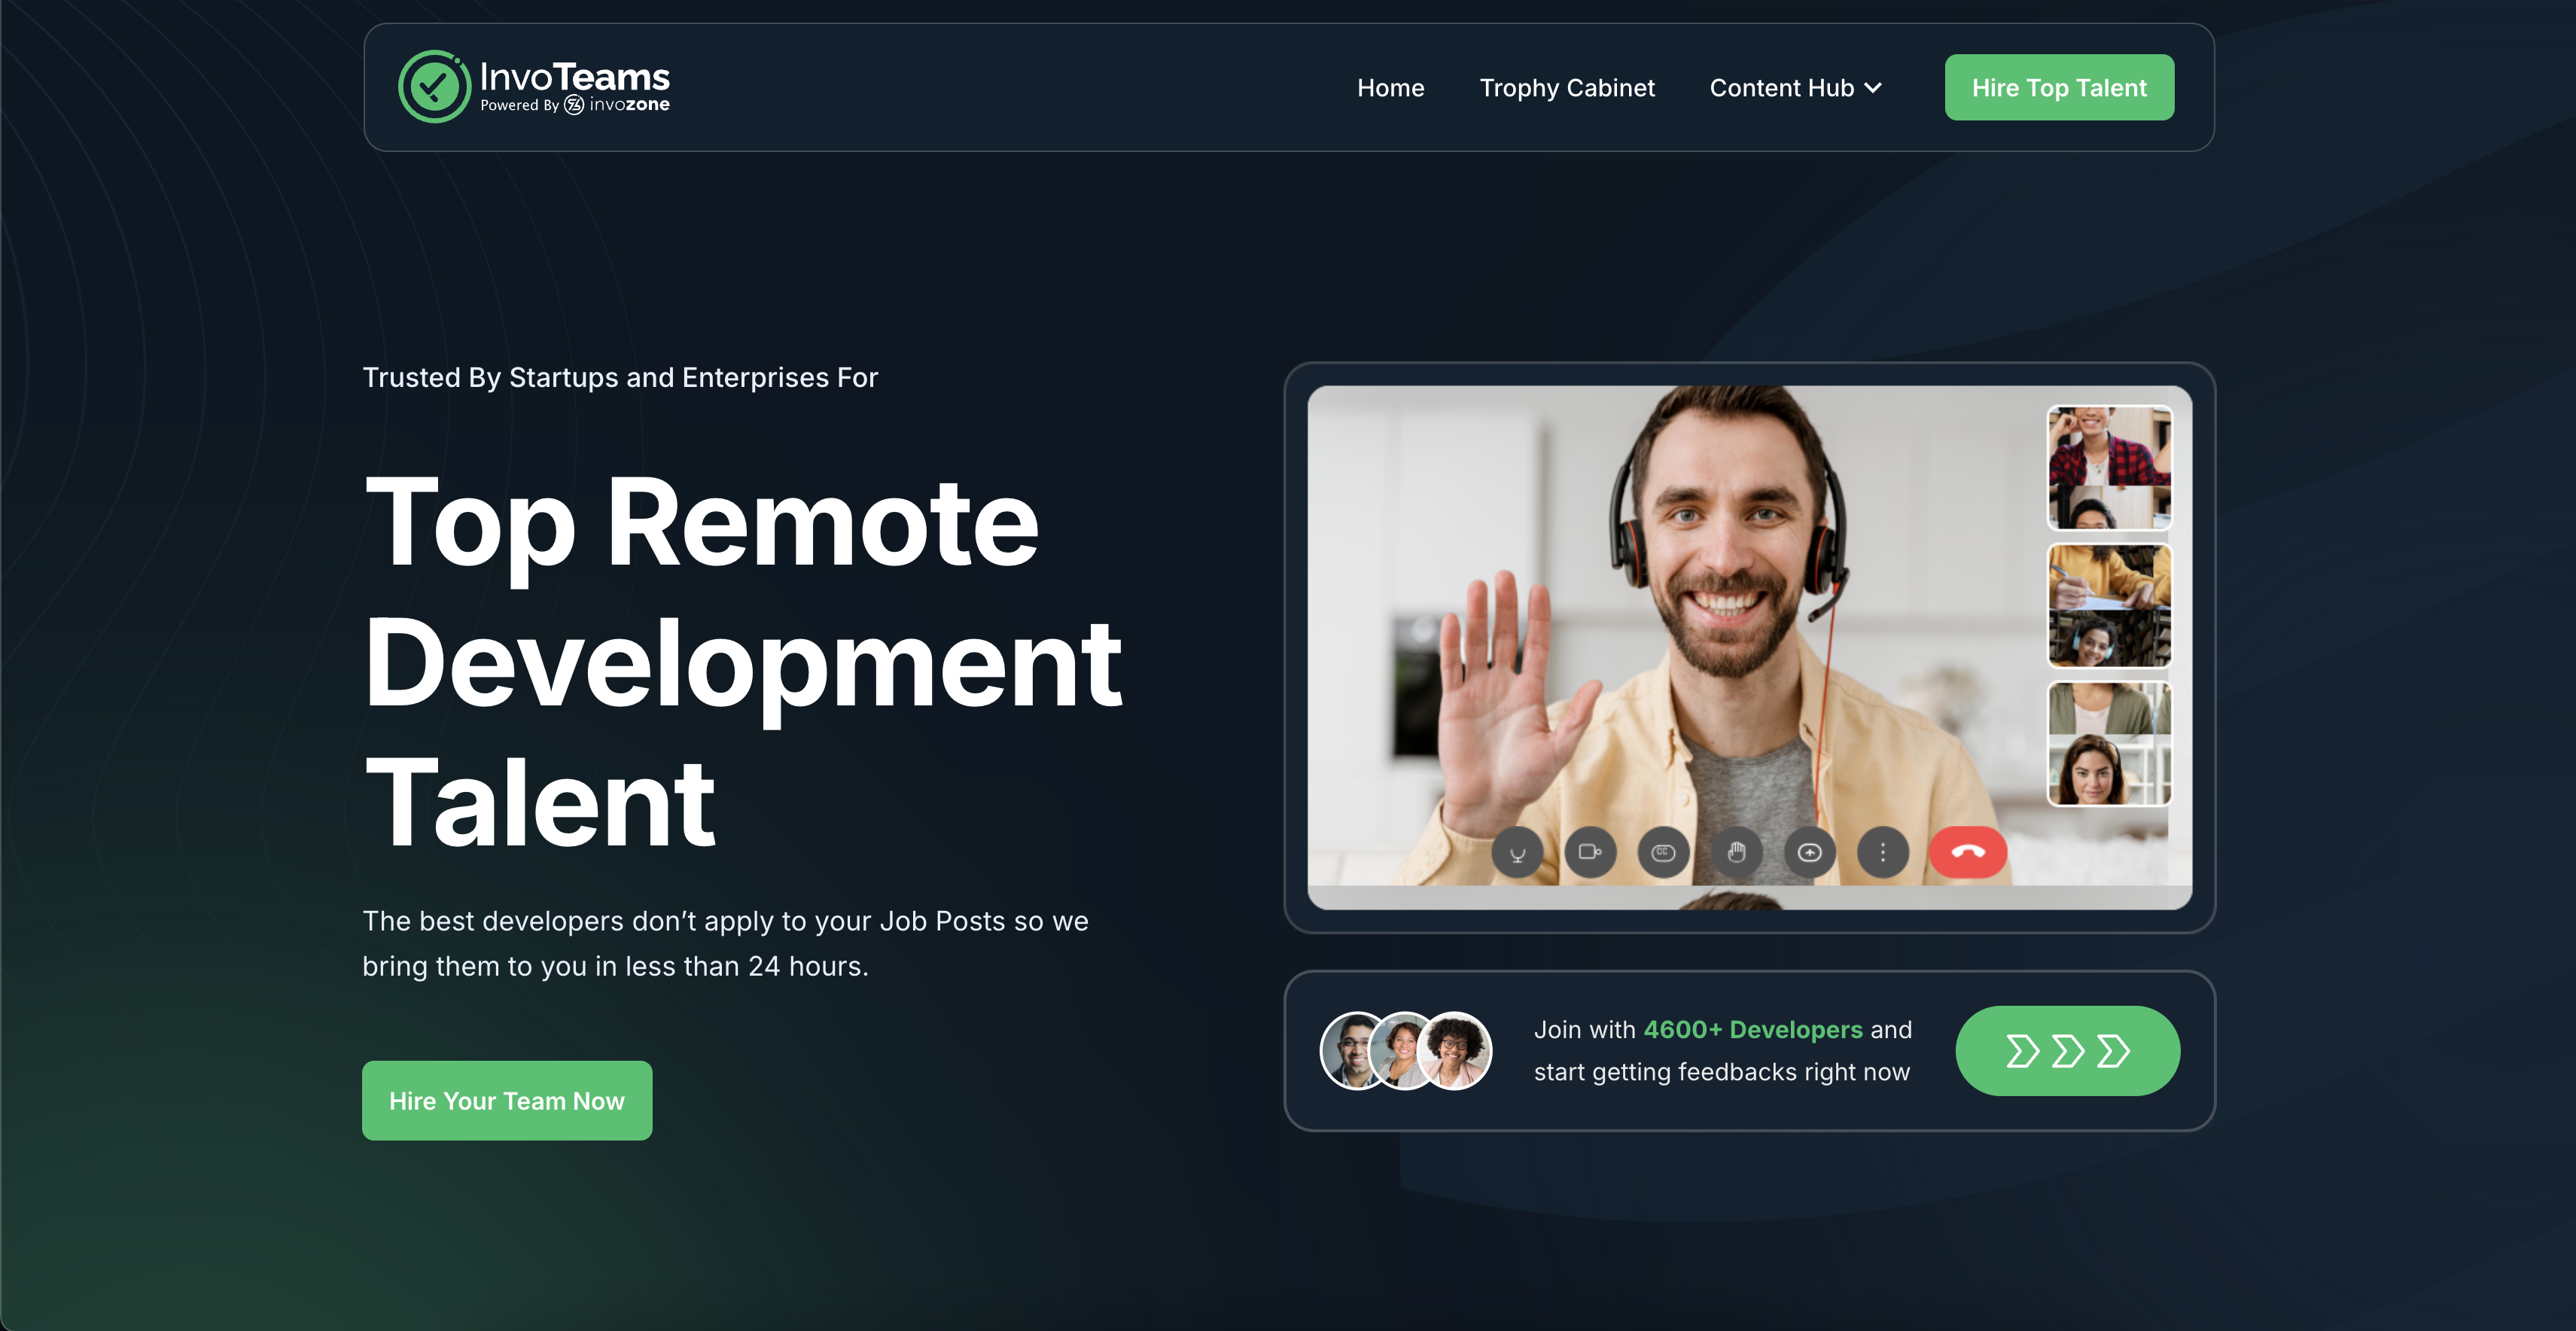 InvoTeams
Powered By invozone
Home
Trophy Cabinet
Content Hub
Hire Top Talent
Trusted By Startups and Enterprises For
Top Remote
Development
Talent
The best developers don’t apply to your Job Posts so we
bring them to you in less than 24 hours.
Hire Your Team Now
CC
Join with 4600+ Developers and
start getting feedbacks right now